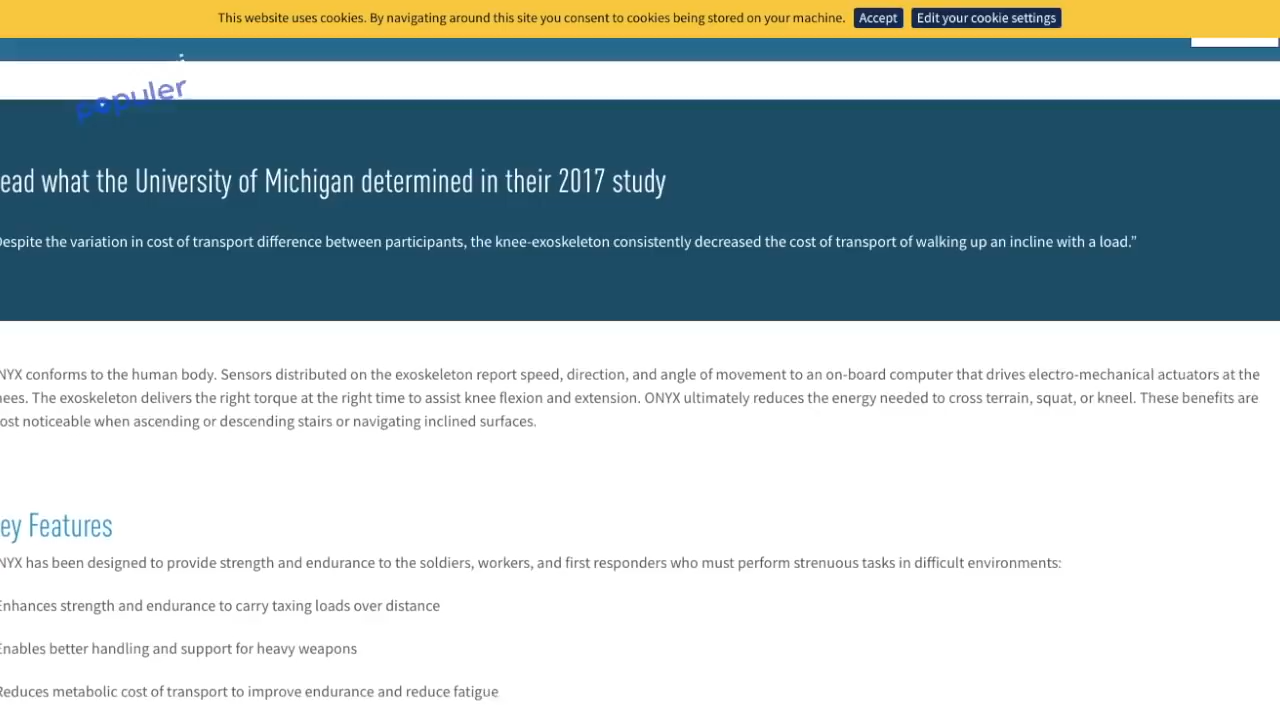 This website uses cookies. By navigating around this site you consent to cookies being stored on your machine. Accept Edit your cookie settings
populer
ead what the University of Michigan determined in their 2017 study
Despite the variation in cost of transport difference between participants, the knee-exoskeleton consistently decreased the cost of transport of walking up an incline with a load."
NYX conforms to the human body. Sensors distributed on the exoskeleton report speed, direction, and angle of movement to an on-board computer that drives electro-mechanical actuators at the
nees. The exoskeleton delivers the right torque at the right time to assist knee flexion and extension. ONYX ultimately reduces the energy needed to cross terrain, squat, or kneel. These benefits are
ost noticeable when ascending or descending stairs or navigating inclined surfaces.
ey Features
NYX has been designed to provide strength and endurance to the soldiers, workers, and first responders who must perform strenuous tasks in difficult environments:
Enhances strength and endurance to carry taxing loads over distance
Enables better handling and support for heavy weapons
Reduces metabolic cost of transport to improve endurance and reduce fatigue